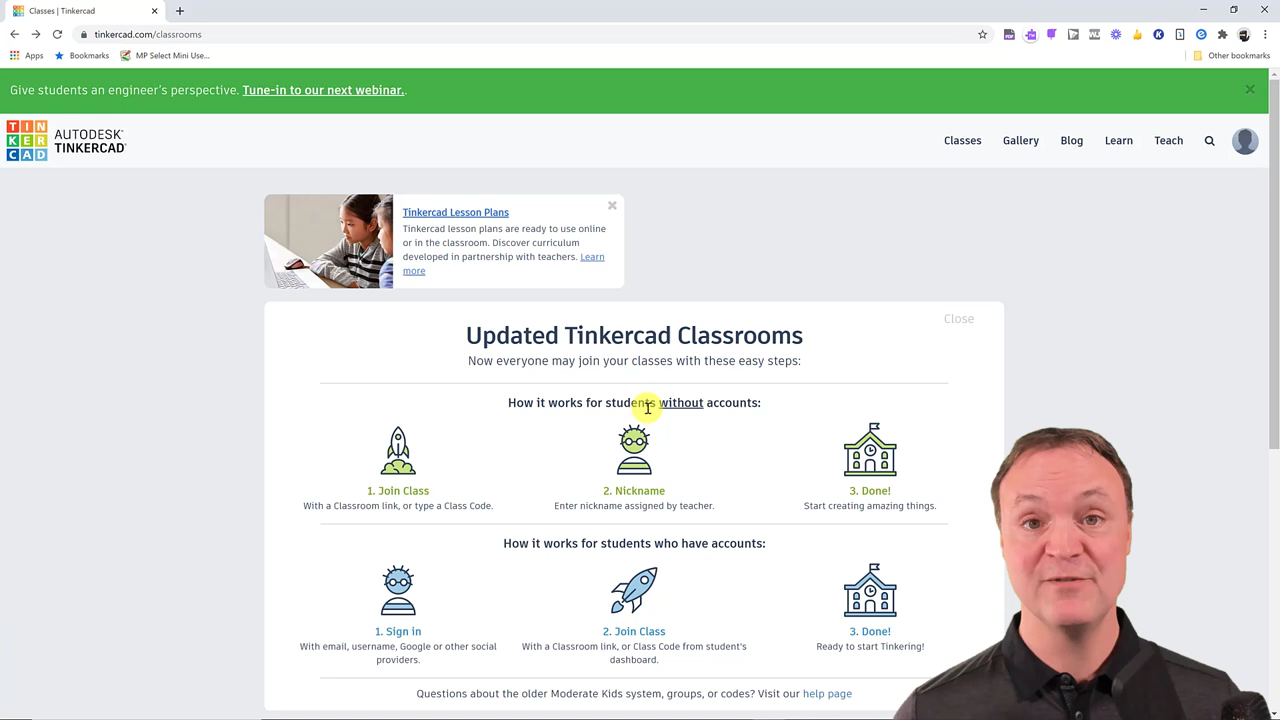 Classes | Tinkercad
tinkercad.com/classrooms
Apps
Bookmarks
MP Select Mini Use...
Other bookmarks
Give students an engineer's perspective. Tune-in to our next webinar..
TIN
KER
CAD
AUTODESK®
TINKERCAD®
Classes
Gallery
Blog
Learn
Teach
Tinkercad Lesson Plans
Tinkercad lesson plans are ready to use online
or in the classroom. Discover curriculum
developed in partnership with teachers. Learn
more
Close
Updated Tinkercad Classrooms
Now everyone may join your classes with these easy steps:
How it works for students without accounts:
1. Join Class
With a Classroom link, or type a Class Code.
2. Nickname
Enter nickname assigned by teacher.
3. Done!
Start creating amazing things.
How it works for students who have accounts:
1. Sign in
With email, username, Google or other social
providers.
2. Join Class
With a Classroom link, or Class Code from student's
dashboard.
3. Done!
Ready to start Tinkering!
Questions about the older Moderate Kids system, groups, or codes? Visit our help page